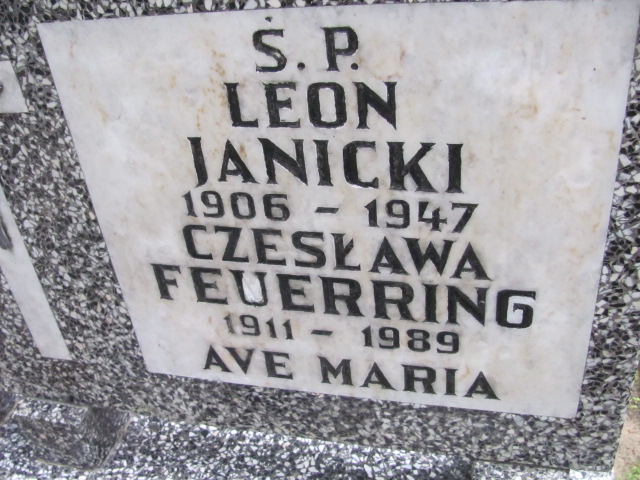 Ś. P.
LEON
JANICKI
1906 – 1947
CZESŁAWA
FEUERRING
1911 – 1989
AVE MARIA